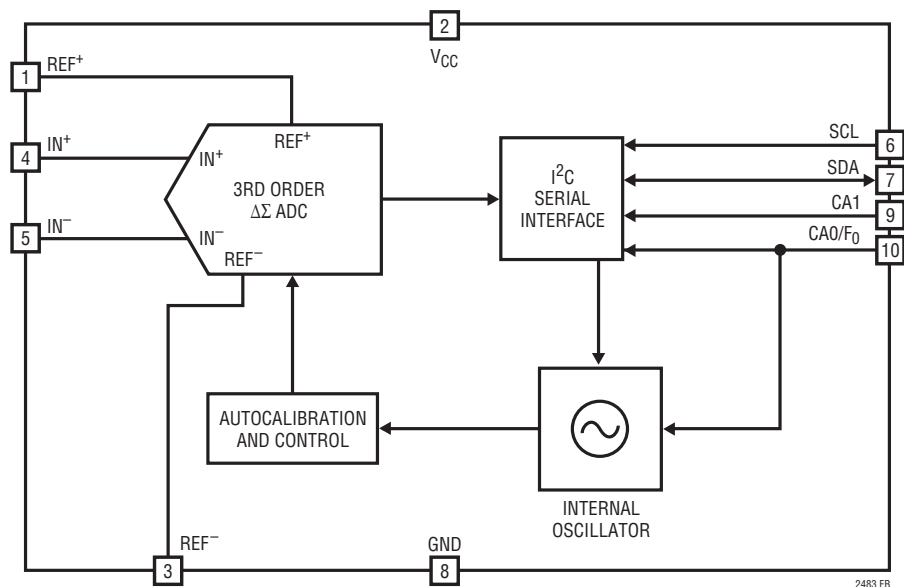 2
VCC
1
REF+
REF+
4
IN+
IN+
3RD ORDER
ΔΣ ADC
5
IN−
IN−
REF−
I2C
SERIAL
INTERFACE
SCL
6
SDA
7
CA1
9
CA0/F0
10
AUTOCALIBRATION
AND CONTROL
INTERNAL
OSCILLATOR
REF−
3
GND
8
2483 FB